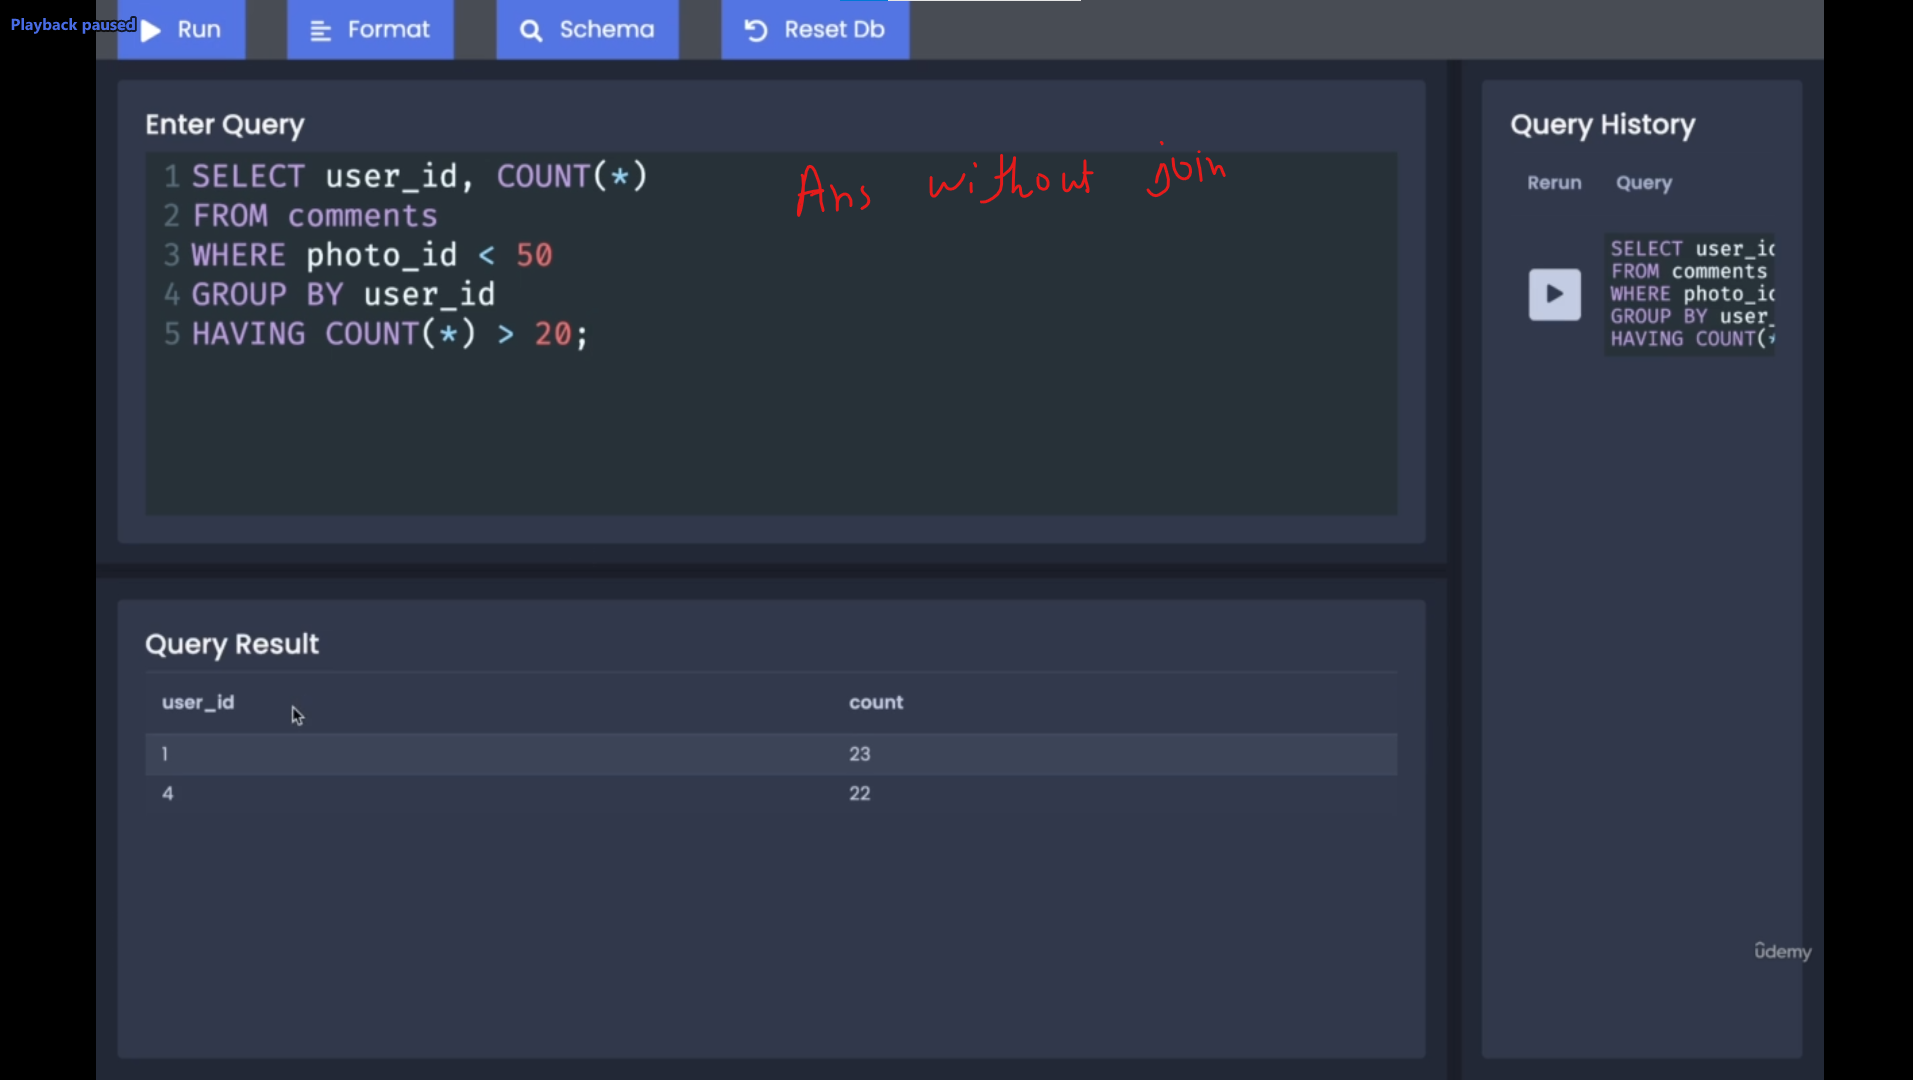 Playback paused
Run Format Schema Reset Db
Enter Query
1 SELECT user_id, COUNT(*)
2 FROM comments
3 WHERE photo_id < 50
4 GROUP BY user_id
5 HAVING COUNT(*) > 20;
Ans without join
Query Result
user_id count
1 23
4 22
Query History
Rerun Query
SELECT user_id
FROM comments
WHERE photo_id
GROUP BY user_
HAVING COUNT(*
ûdemy